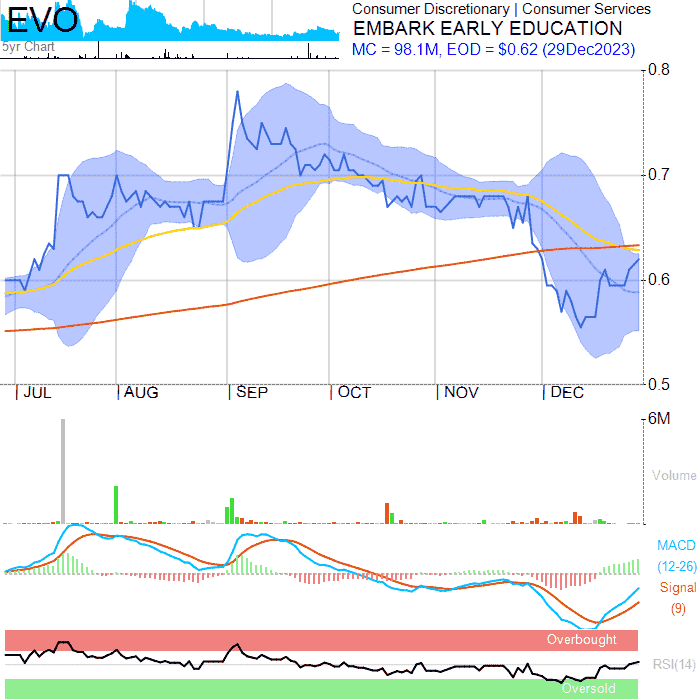 EVO
5yr Chart
Consumer Discretionary | Consumer Services
EMBARK EARLY EDUCATION
MC = 98.1M, EOD = $0.62 (29Dec2023)
0.8
0.7
0.6
0.5
JUL AUG SEP OCT NOV DEC
6M
Volume
MACD
(12-26)
Signal
(9)
Overbought
RSI(14)
Oversold